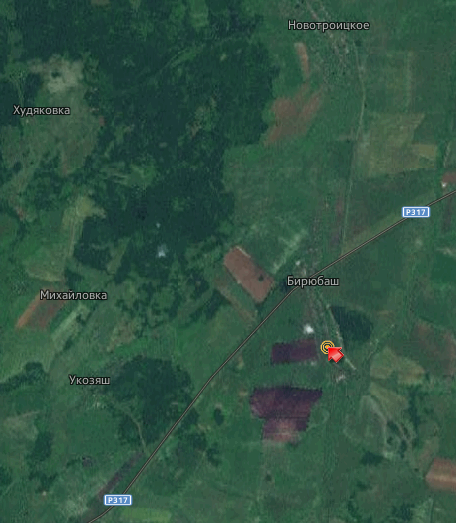 Новотроицкое
Худяковка
Р317
Бирюбаш
Михайловка
Укозяш
Р317